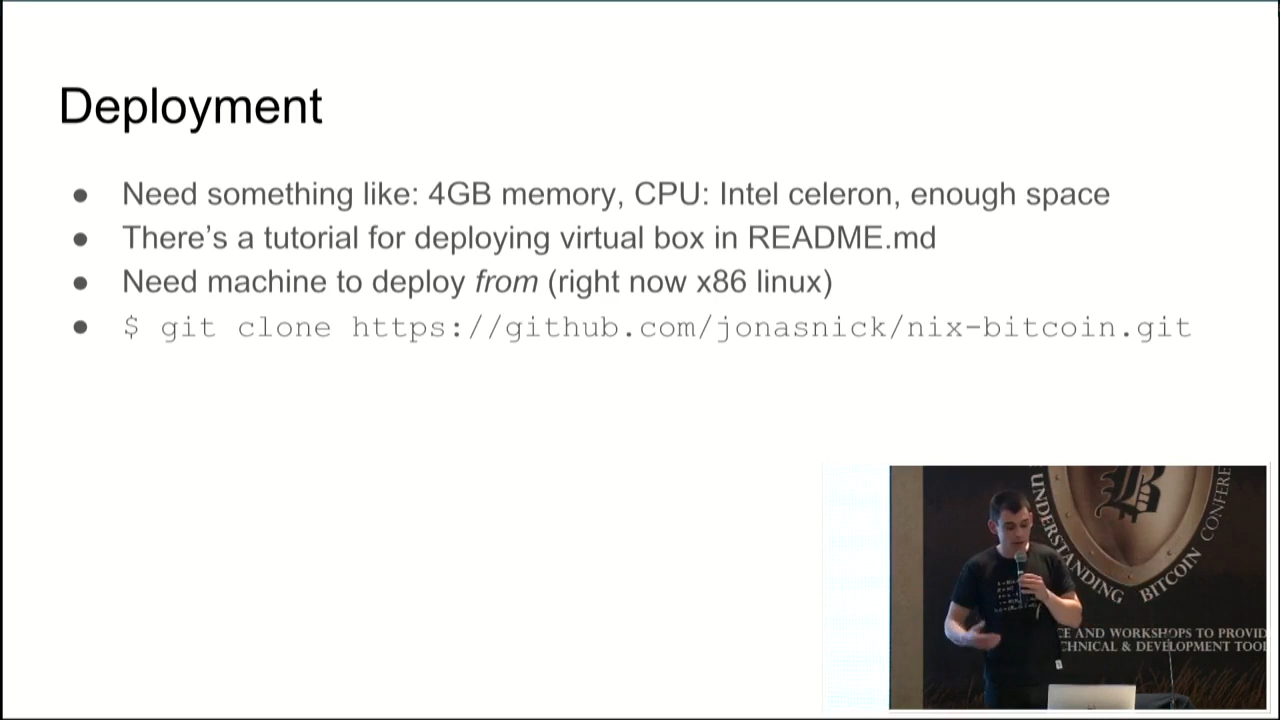 Deployment
● Need something like: 4GB memory, CPU: Intel celeron, enough space
● There’s a tutorial for deploying virtual box in README.md
● Need machine to deploy from (right now x86 linux)
● $ git clone https://github.com/jonasnick/nix-bitcoin.git
UNDERSTANDING BITCOIN CONFERE
B
CE AND WORKSHOPS TO PROVID
CHNICAL & DEVELOPMENT TOOL